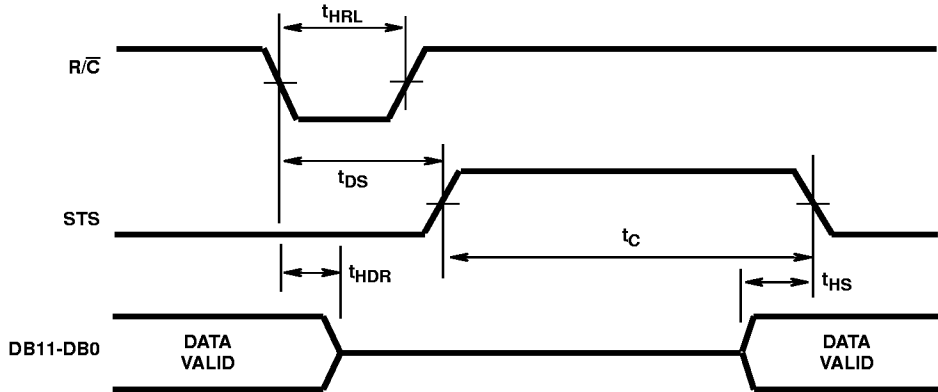 tHRL
R/C̅
tDS
STS
tC
tHDR
tHS
DB11-DB0
DATA
VALID
DATA
VALID